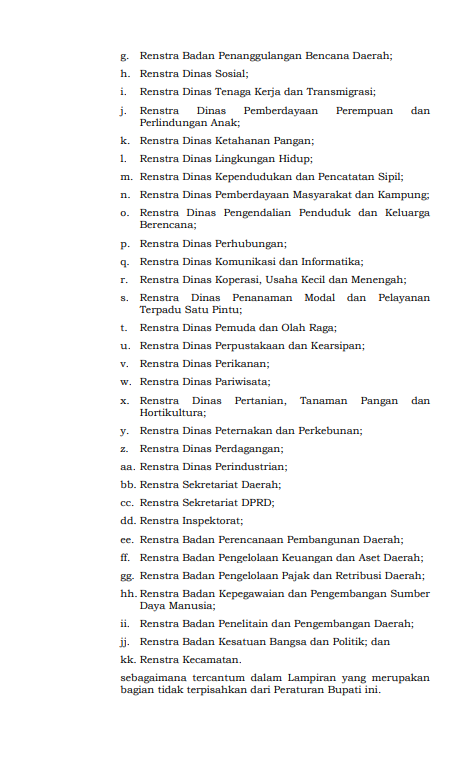 g. Renstra Badan Penanggulangan Bencana Daerah;
h. Renstra Dinas Sosial;
i. Renstra Dinas Tenaga Kerja dan Transmigrasi;
j. Renstra Dinas Pemberdayaan Perempuan dan
Perlindungan Anak;
k. Renstra Dinas Ketahanan Pangan;
l. Renstra Dinas Lingkungan Hidup;
m. Renstra Dinas Kependudukan dan Pencatatan Sipil;
n. Renstra Dinas Pemberdayaan Masyarakat dan Kampung;
o. Renstra Dinas Pengendalian Penduduk dan Keluarga
Berencana;
p. Renstra Dinas Perhubungan;
q. Renstra Dinas Komunikasi dan Informatika;
r. Renstra Dinas Koperasi, Usaha Kecil dan Menengah;
s. Renstra Dinas Penanaman Modal dan Pelayanan
Terpadu Satu Pintu;
t. Renstra Dinas Pemuda dan Olah Raga;
u. Renstra Dinas Perpustakaan dan Kearsipan;
v. Renstra Dinas Perikanan;
w. Renstra Dinas Pariwisata;
x. Renstra Dinas Pertanian, Tanaman Pangan dan
Hortikultura;
y. Renstra Dinas Peternakan dan Perkebunan;
z. Renstra Dinas Perdagangan;
aa. Renstra Dinas Perindustrian;
bb. Renstra Sekretariat Daerah;
cc. Renstra Sekretariat DPRD;
dd. Renstra Inspektorat;
ee. Renstra Badan Perencanaan Pembangunan Daerah;
ff. Renstra Badan Pengelolaan Keuangan dan Aset Daerah;
gg. Renstra Badan Pengelolaan Pajak dan Retribusi Daerah;
hh. Renstra Badan Kepegawaian dan Pengembangan Sumber
Daya Manusia;
ii. Renstra Badan Penelitain dan Pengembangan Daerah;
jj. Renstra Badan Kesatuan Bangsa dan Politik; dan
kk. Renstra Kecamatan.
sebagaimana tercantum dalam Lampiran yang merupakan
bagian tidak terpisahkan dari Peraturan Bupati ini.